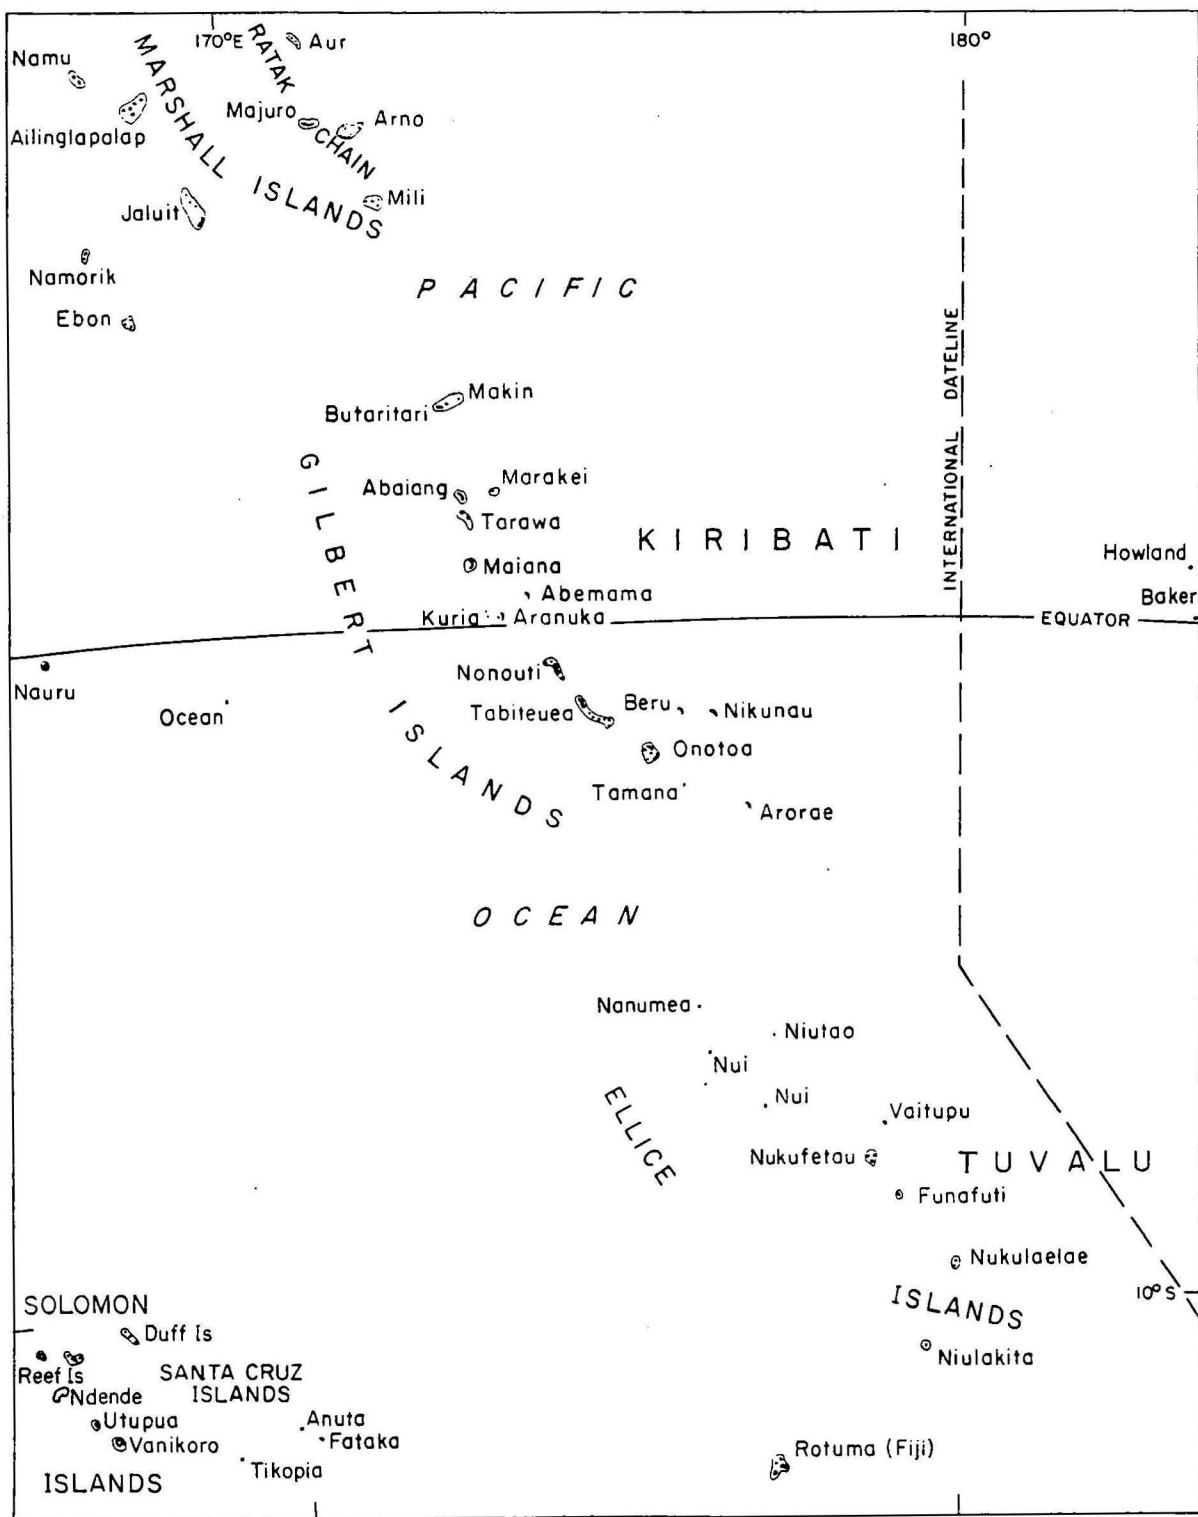 170°E
180°
Namu
Aur
RATAK
CHAIN
MARSHALL ISLANDS
Majuro
Arno
Ailinglapalap
Mili
Jaluit
Namorik
Ebon
PACIFIC
INTERNATIONAL DATELINE
Makin
Butaritari
GILBERT ISLANDS
Abaiang
Marakei
Tarawa
KIRIBATI
Maiana
Howland
Abemama
Baker
Kuria
Aranuka
EQUATOR
Nauru
Nonouti
Ocean
Tabiteuea
Beru
Nikunau
Onotoa
Tamana
Arorae
OCEAN
Nanumea
Niutao
Nui
Nui
ELLICE
Vaitupu
Nukufetau
TUVALU
Funafuti
Nukulaelae
10°S
ISLANDS
SOLOMON
Duff Is
Niulakita
Reef Is
SANTA CRUZ
ISLANDS
Ndende
Utupua
Anuta
Vanikoro
Fataka
Rotuma (Fiji)
Tikopia
ISLANDS